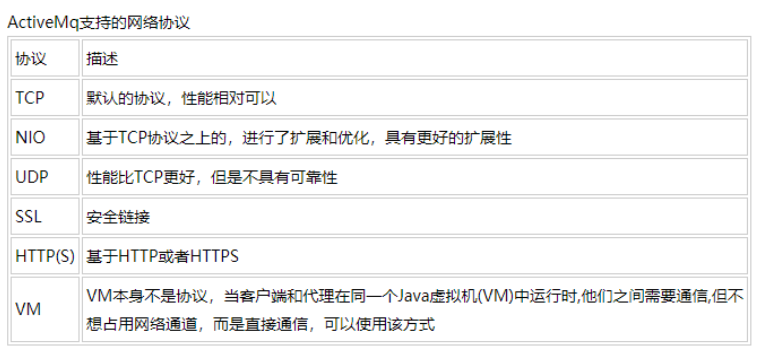 ActiveMq支持的网络协议
协议 描述
TCP 默认的协议，性能相对可以
NIO 基于TCP协议之上的，进行了扩展和优化，具有更好的扩展性
UDP 性能比TCP更好，但是不具有可靠性
SSL 安全链接
HTTP(S) 基于HTTP或者HTTPS
VM VM本身不是协议，当客户端和代理在同一个Java虚拟机(VM)中运行时,他们之间需要通信,但不
想占用网络通道，而是直接通信，可以使用该方式